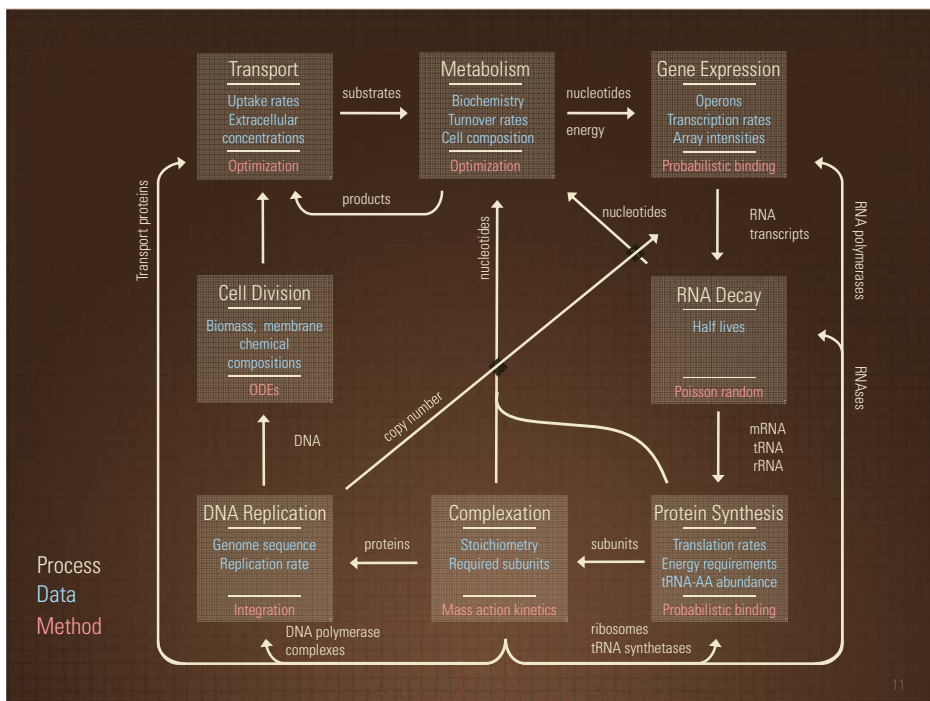 Transport
Uptake rates
Extracellular
concentrations
Optimization
substrates
Metabolism
Biochemistry
Turnover rates
Cell composition
Optimization
nucleotides
energy
Gene Expression
Operons
Transcription rates
Array intensities
Probabilistic binding
products
nucleotides
nucleotides
RNA
transcripts
Transport proteins
RNA polymerases
Cell Division
Biomass, membrane
chemical
compositions
ODEs
RNA Decay
Half lives
Poisson random
RNAses
copy number
DNA
mRNA
tRNA
rRNA
DNA Replication
Genome sequence
Replication rate
Integration
proteins
Complexation
Stoichiometry
Required subunits
Mass action kinetics
subunits
Protein Synthesis
Translation rates
Energy requirements
tRNA-AA abundance
Probabilistic binding
Process
Data
Method
DNA polymerase
complexes
ribosomes
tRNA synthetases
11